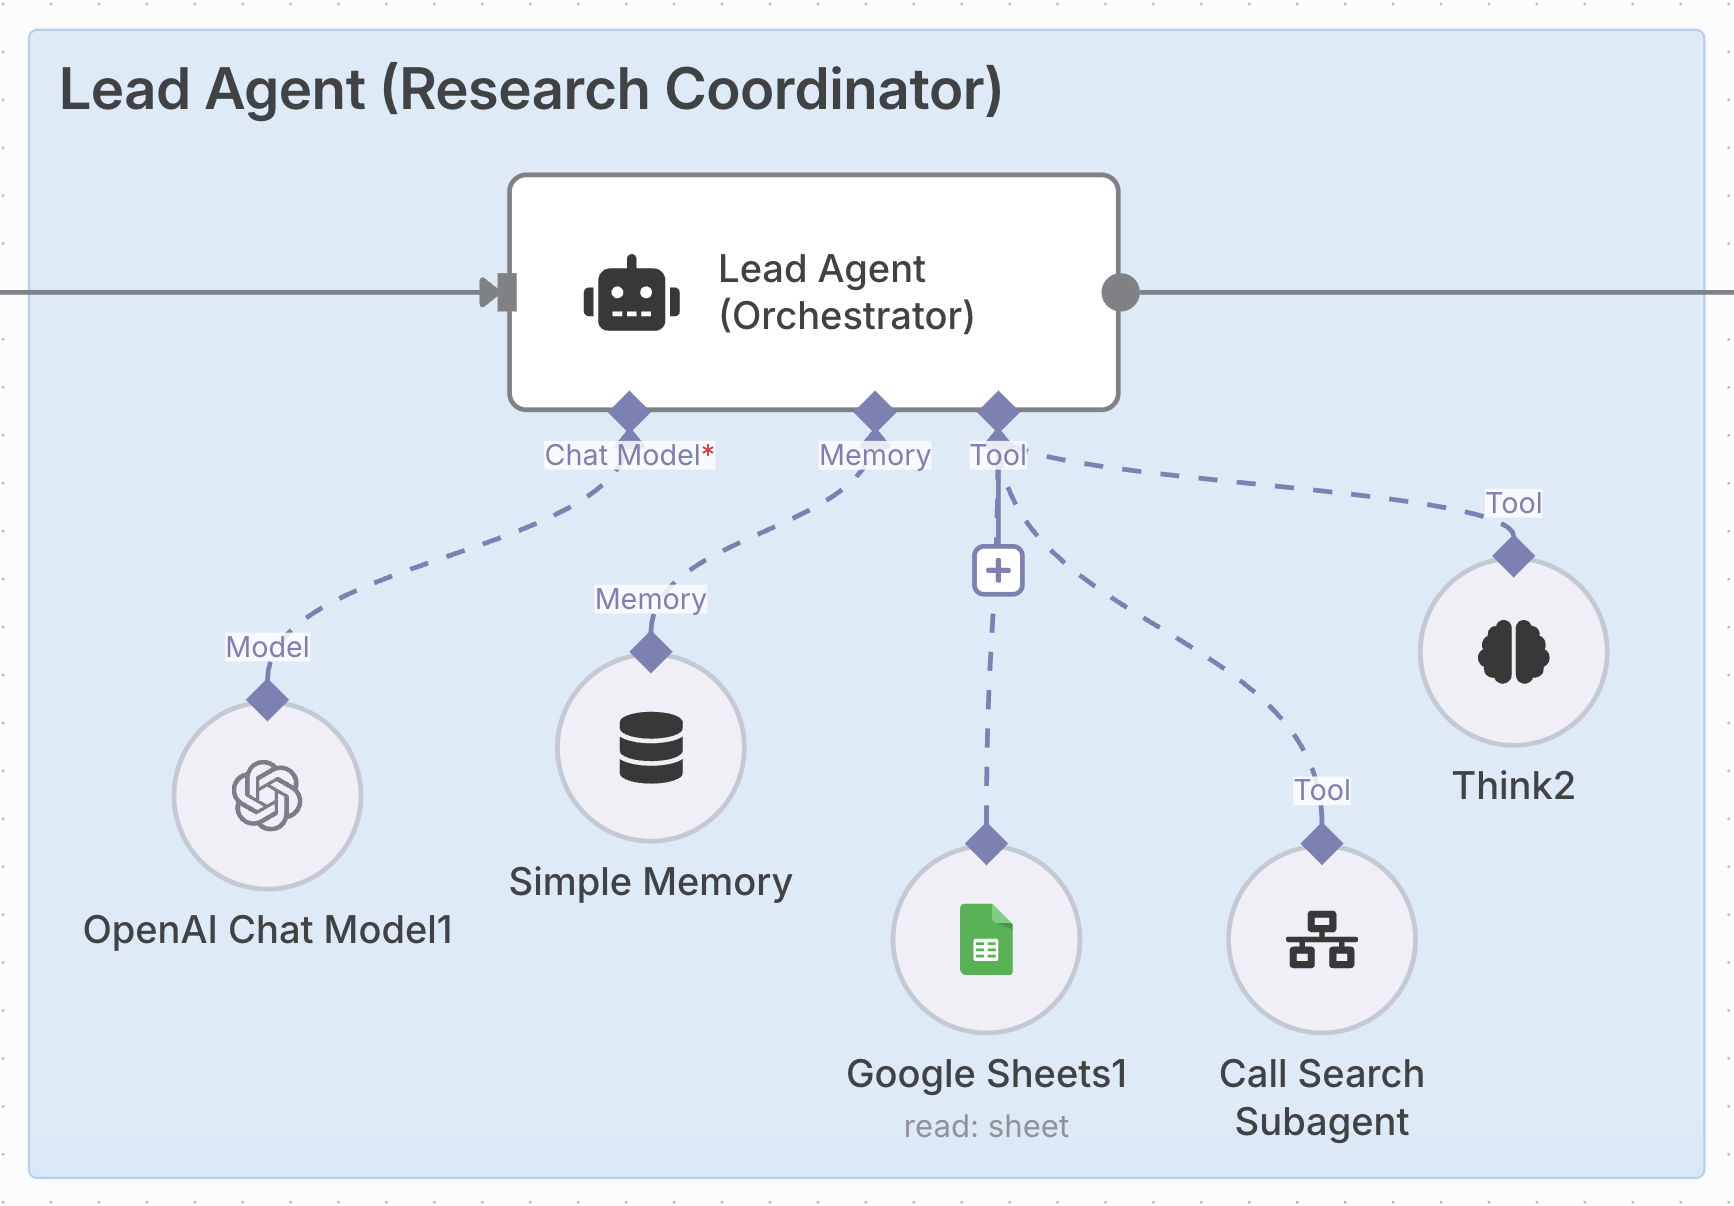 Lead Agent (Research Coordinator)
Lead Agent
(Orchestrator)
Chat Model*
Memory
Tool
Tool
Memory
Model
Tool
Think2
Simple Memory
OpenAI Chat Model1
Google Sheets1
read: sheet
Call Search
Subagent